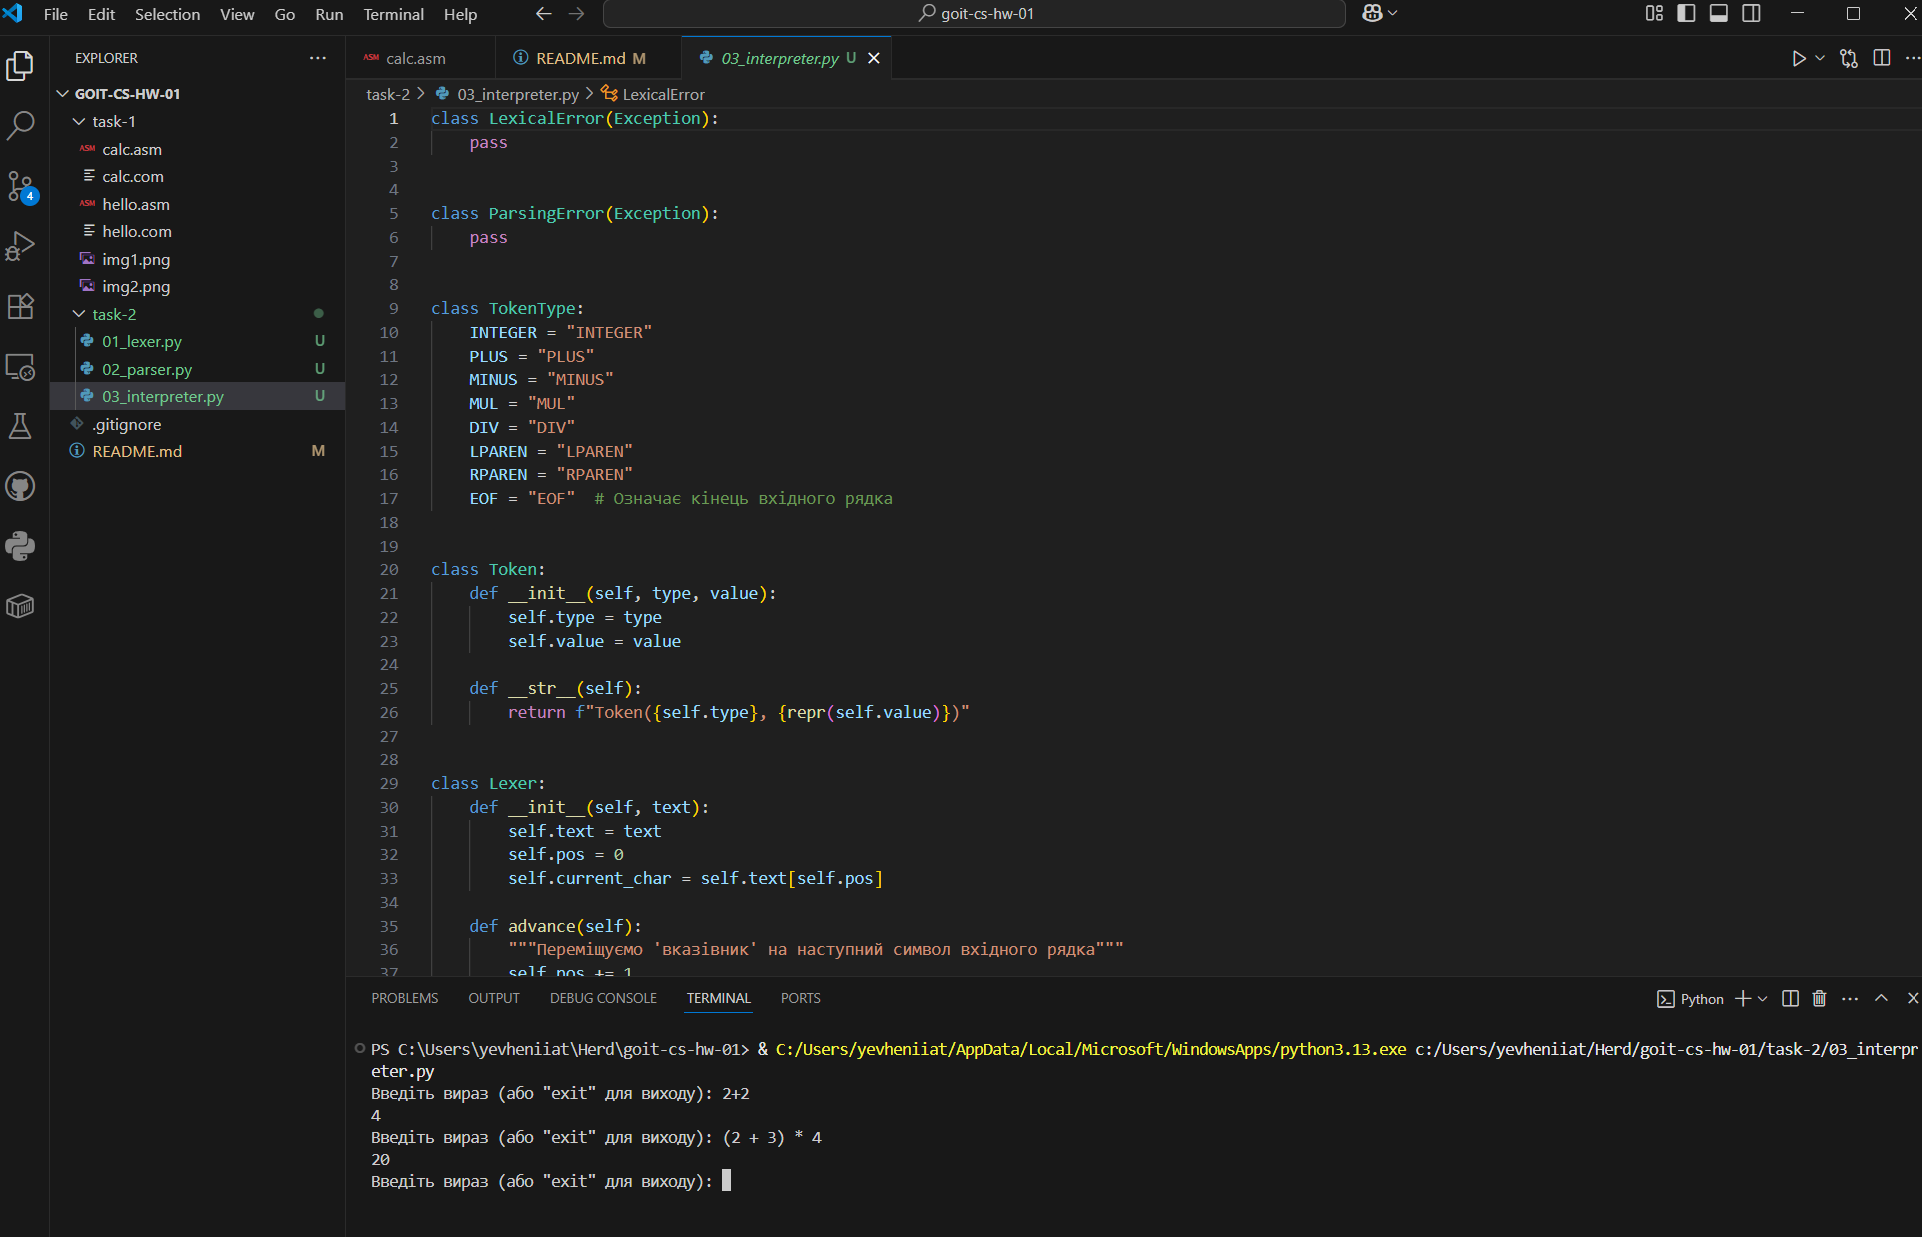 File Edit Selection View Go Run Terminal Help
goit-cs-hw-01
EXPLORER
GOIT-CS-HW-01
task-1
ASM calc.asm
calc.com
ASM hello.asm
hello.com
img1.png
img2.png
task-2
01_lexer.py U
02_parser.py U
03_interpreter.py U
.gitignore
README.md M
4
ASM calc.asm
README.md M
03_interpreter.py U
task-2 > 03_interpreter.py > LexicalError
1 class LexicalError(Exception):
2 pass
3
4
5 class ParsingError(Exception):
6 pass
7
8
9 class TokenType:
10 INTEGER = "INTEGER"
11 PLUS = "PLUS"
12 MINUS = "MINUS"
13 MUL = "MUL"
14 DIV = "DIV"
15 LPAREN = "LPAREN"
16 RPAREN = "RPAREN"
17 EOF = "EOF" # Означає кінець вхідного рядка
18
19
20 class Token:
21 def __init__(self, type, value):
22 self.type = type
23 self.value = value
24
25 def __str__(self):
26 return f"Token({self.type}, {repr(self.value)})"
27
28
29 class Lexer:
30 def __init__(self, text):
31 self.text = text
32 self.pos = 0
33 self.current_char = self.text[self.pos]
34
35 def advance(self):
36 """Переміщуємо 'вказівник' на наступний символ вхідного рядка"""
37 self.pos += 1
PROBLEMS OUTPUT DEBUG CONSOLE TERMINAL PORTS
Python
PS C:\Users\yevheniiat\Herd\goit-cs-hw-01> & C:/Users/yevheniiat/AppData/Local/Microsoft/WindowsApps/python3.13.exe c:/Users/yevheniiat/Herd/goit-cs-hw-01/task-2/03_interpr
eter.py
Введіть вираз (або "exit" для виходу): 2+2
4
Введіть вираз (або "exit" для виходу): (2 + 3) * 4
20
Введіть вираз (або "exit" для виходу):